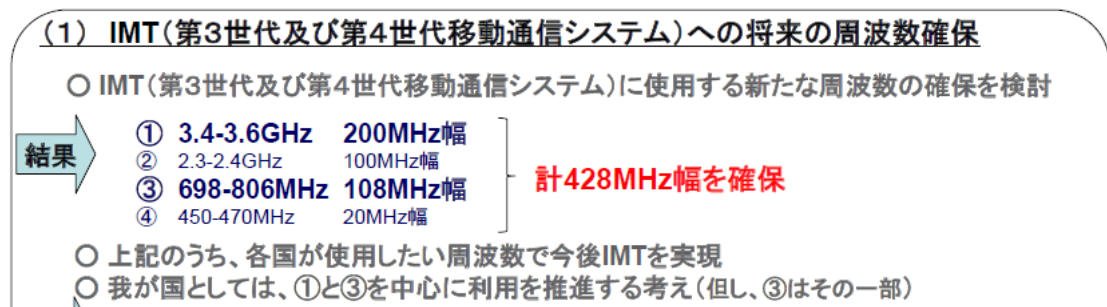 (1) IMT(第3世代及び第4世代移動通信システム)への将来の周波数確保
○ IMT(第3世代及び第4世代移動通信システム)に使用する新たな周波数の確保を検討
結果
① 3.4-3.6GHz 200MHz幅
② 2.3-2.4GHz 100MHz幅
③ 698-806MHz 108MHz幅
④ 450-470MHz 20MHz幅
計428MHz幅を確保
○ 上記のうち、各国が使用したい周波数で今後IMTを実現
○ 我が国としては、①と③を中心に利用を推進する考え(但し、③はその一部)